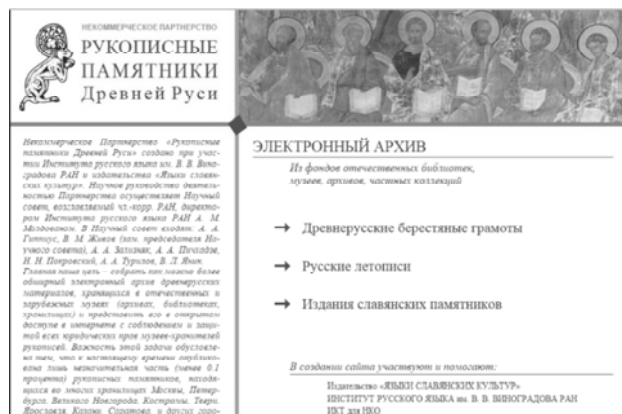 НЕКОММЕРЧЕСКОЕ ПАРТНЕРСТВО
РУКОПИСНЫЕ
ПАМЯТНИКИ
Древней Руси
Некоммерческое Партнерство «Рукописные
памятники Древней Руси» создано при учас-
тии Института русского языка им. В. В. Вино-
градова РАН и издательства «Языки славян-
ских культур». Научное руководство деятель-
ностью Партнерства осуществляет Научный
совет, возглавляемый чл.-корр. РАН, директо-
ром Института русского языка РАН А. М.
Молдованом. В Научный совет входят: А. А.
Гиппиус, В. М. Живов (зам. председателя На-
учного совета), А. А. Зализняк, А. А. Пичхадзе,
Н. Н. Покровский, А. А. Турилов, В. Л. Янин.
Главная наша цель – собрать как можно более
обширный электронный архив древнерусских
материалов, хранящихся в отечественных и
зарубежных музеях (архивах, библиотеках,
хранилищах) и представить его в открытом
доступе в интернете с соблюдением и защи-
той всех юридических прав музеев-хранителей
рукописей. Важность этой задачи обусловле-
на тем, что к настоящему времени опублико-
вана лишь незначительная часть (менее 0.1
процента) рукописных памятников, находя-
щихся во многих хранилищах Москвы, Петер-
бурга, Великого Новгорода, Костромы, Твери,
Ярославля, Казани, Саратова, и других горо-
ЭЛЕКТРОННЫЙ АРХИВ
Из фондов отечественных библиотек,
музеев, архивов, частных коллекций
→ Древнерусские берестяные грамоты
→ Русские летописи
→ Издания славянских памятников
В создании сайта участвуют и помогают:
Издательство «ЯЗЫКИ СЛАВЯНСКИХ КУЛЬТУР»
ИНСТИТУТ РУССКОГО ЯЗЫКА им. В. В. ВИНОГРАДОВА РАН
ИКТ для НКО